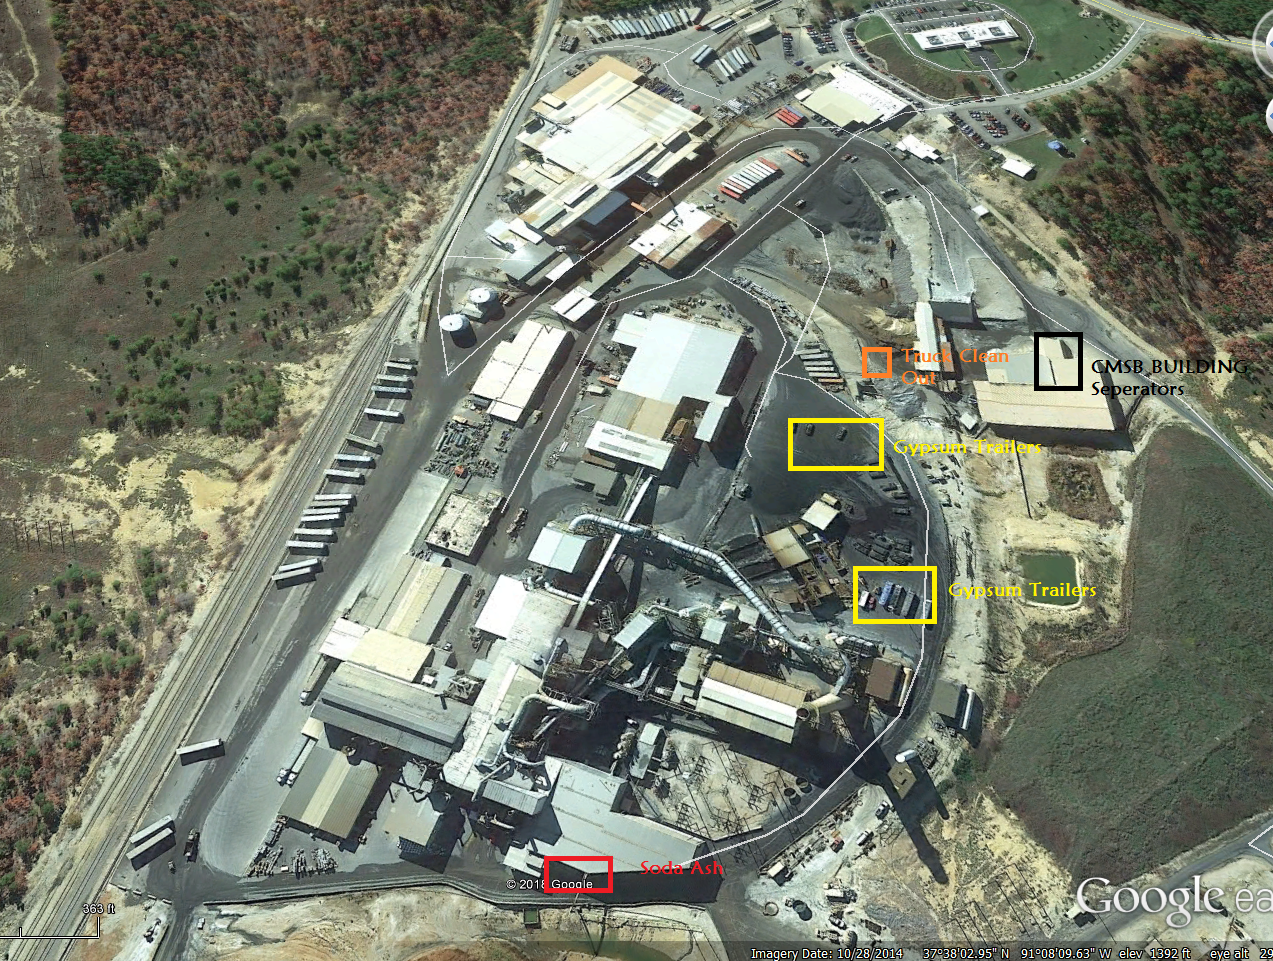 Truck Clean
Out
CMSB BUILDING
Seperators
Gypsum Trailers
Gypsum Trailers
Soda Ash
© 2018 Google
363 ft
Google ea
Imagery Date: 10/28/2014 37°38'02.95" N 91°08'09.63" W elev 1392 ft eye alt 29